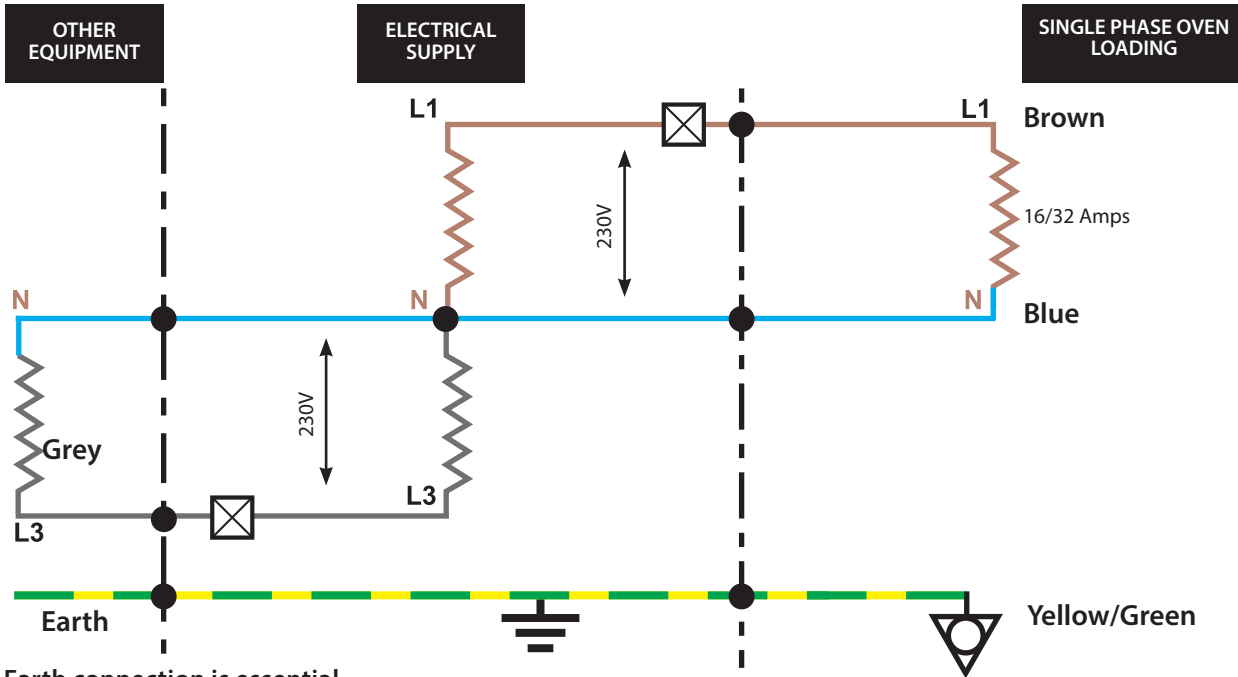 OTHER
EQUIPMENT
ELECTRICAL
SUPPLY
SINGLE PHASE OVEN
LOADING
L1
L1
Brown
230V
16/32 Amps
N
N
N
Blue
230V
Grey
L3
L3
Earth
Yellow/Green
Earth connection is essential